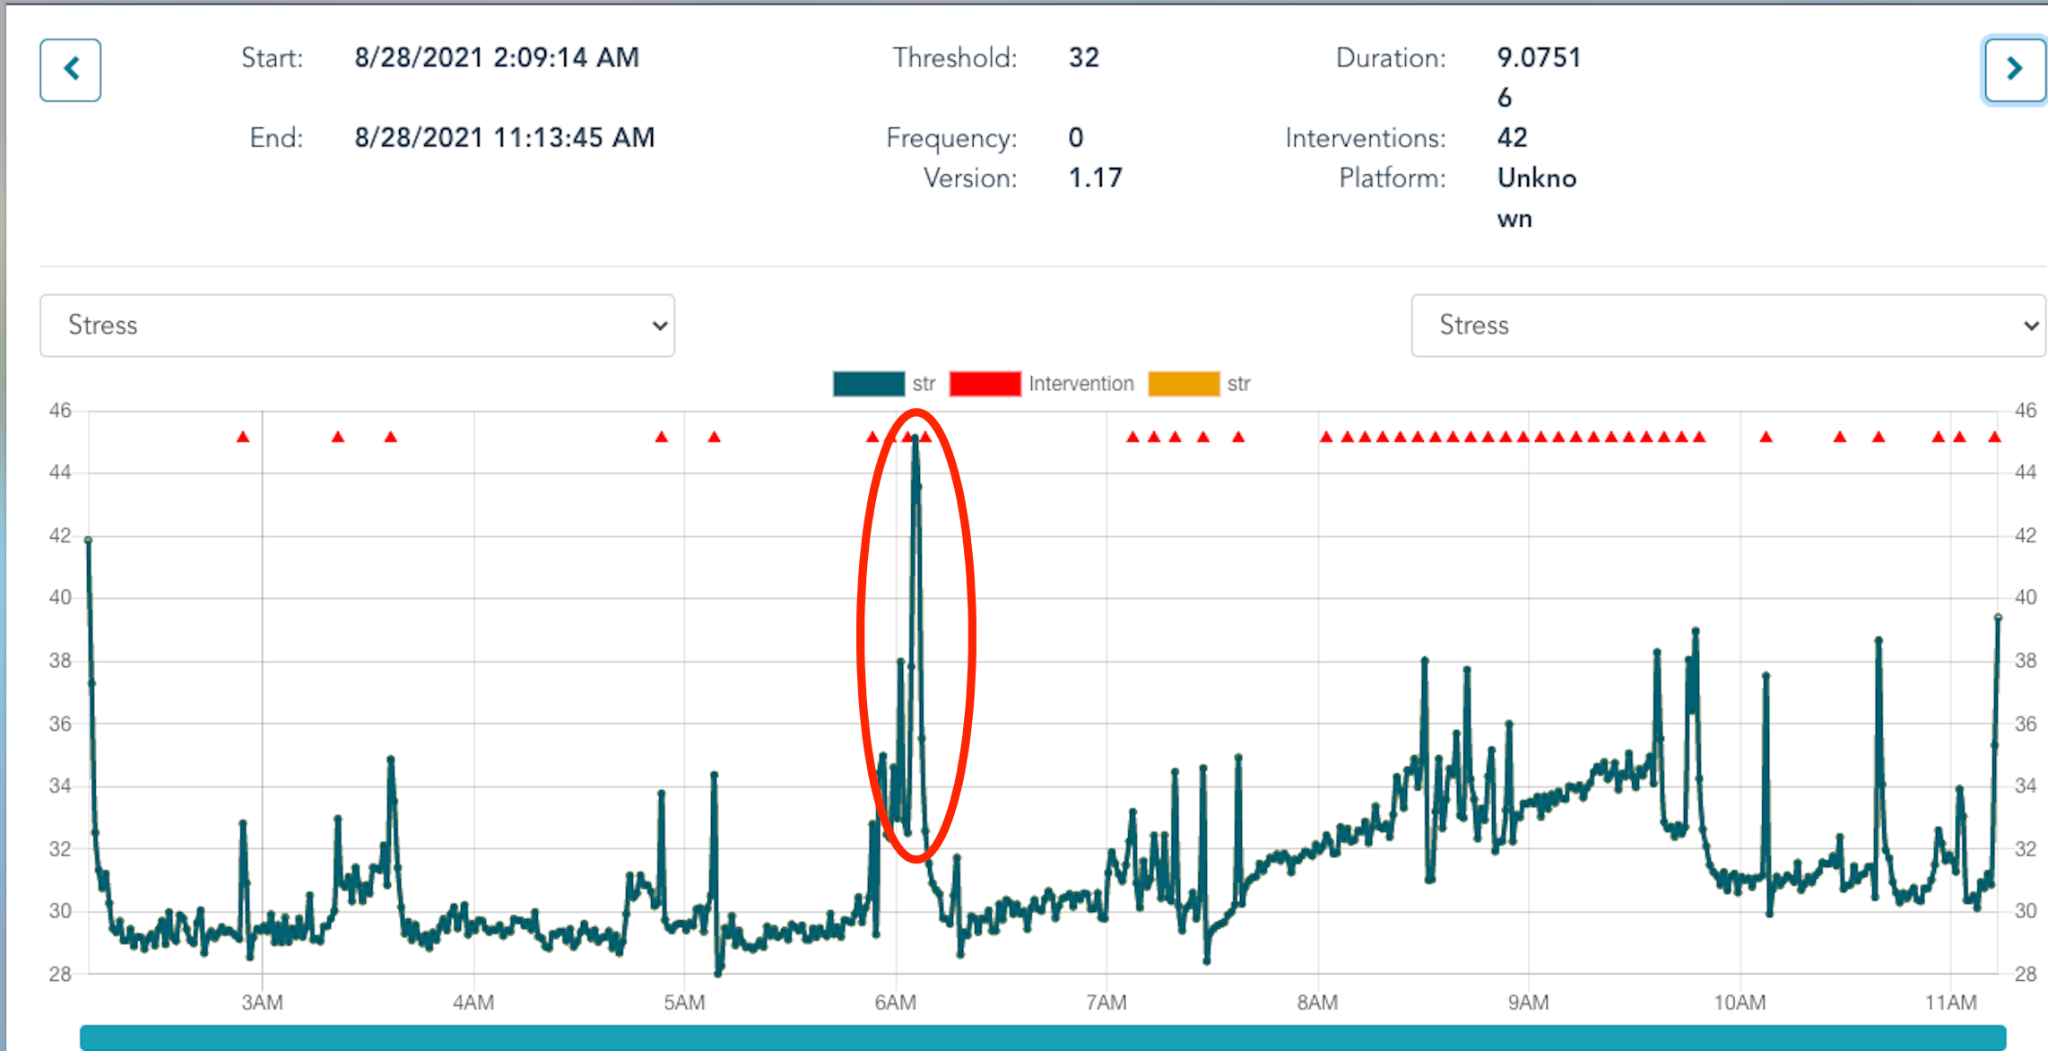 Start: 8/28/2021 2:09:14 AM Threshold: 32 Duration: 9.0751
6
End: 8/28/2021 11:13:45 AM Frequency: 0 Interventions: 42
Version: 1.17 Platform: Unkno
wn
Stress Stress
str Intervention str
46 46
44 44
42 42
40 40
38 38
36 36
34 34
32 32
30 30
28 28
3AM 4AM 5AM 6AM 7AM 8AM 9AM 10AM 11AM